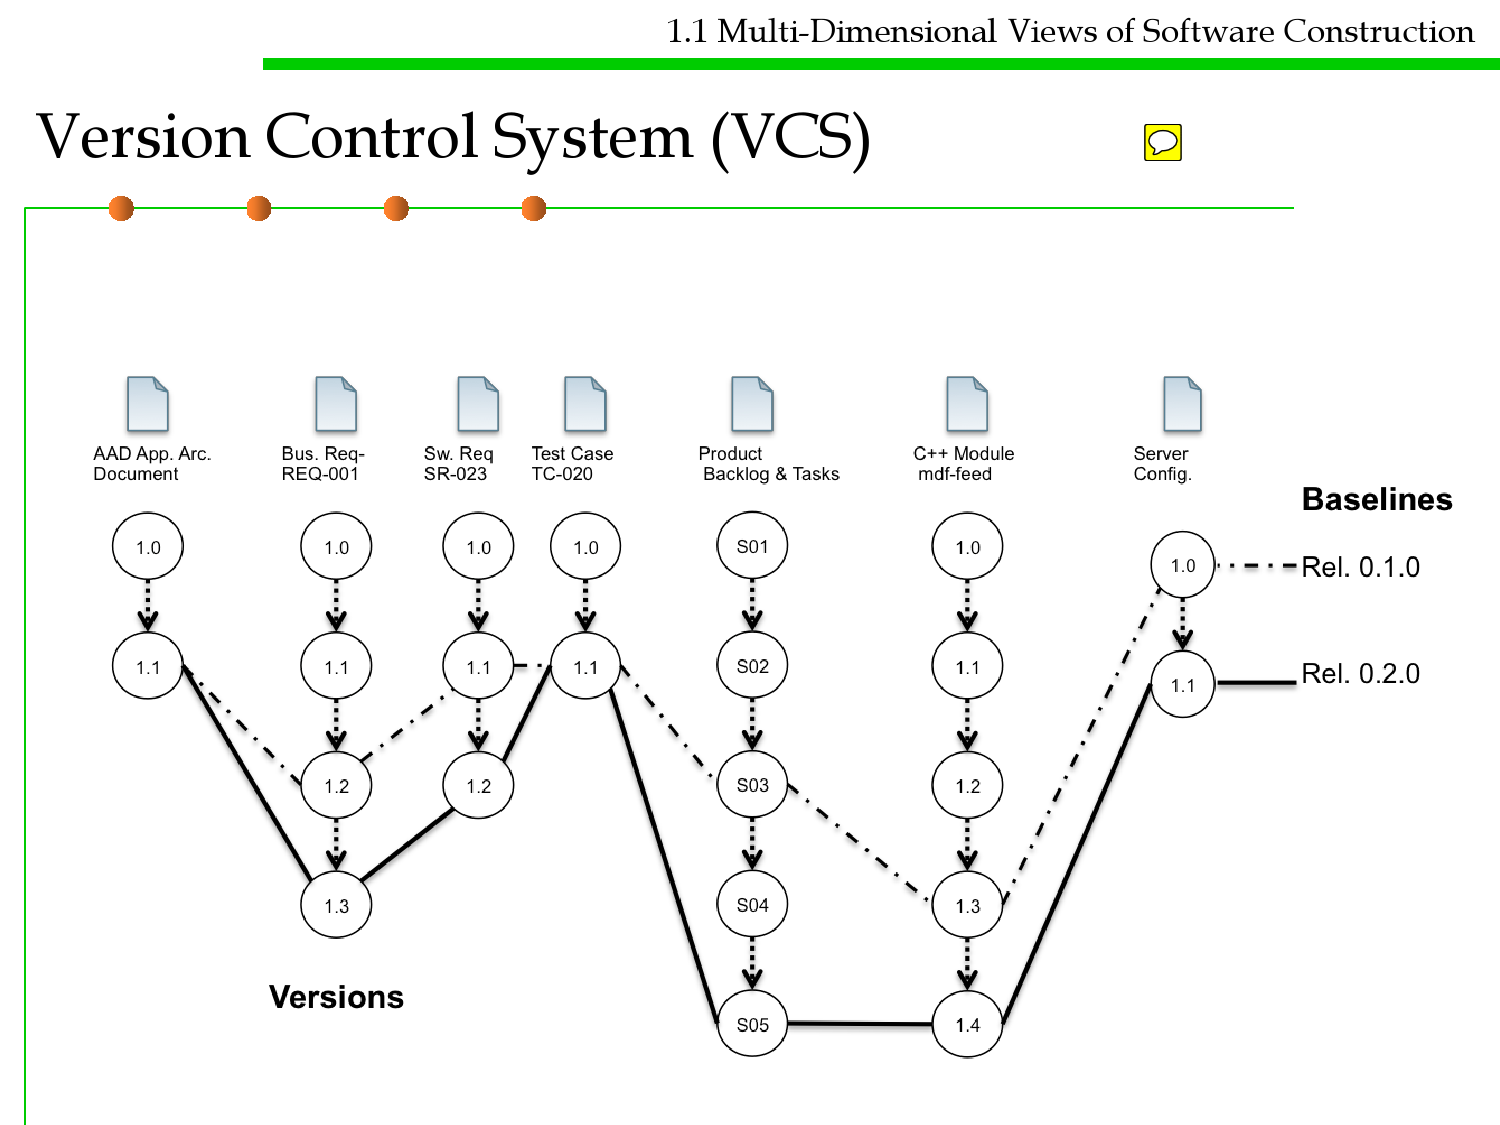 1.1 Multi-Dimensional Views of Software Construction
Version Control System (VCS)
AAD App. Arc.
Document
Bus. Req-
REQ-001
Sw. Req
SR-023
Test Case
TC-020
Product
Backlog & Tasks
C++ Module
mdf-feed
Server
Config.
Baselines
1.0
1.0
1.0
1.0
S01
1.0
1.0
Rel. 0.1.0
1.1
1.1
1.1
1.1
S02
1.1
1.1
Rel. 0.2.0
1.2
1.2
S03
1.2
1.3
S04
1.3
Versions
S05
1.4